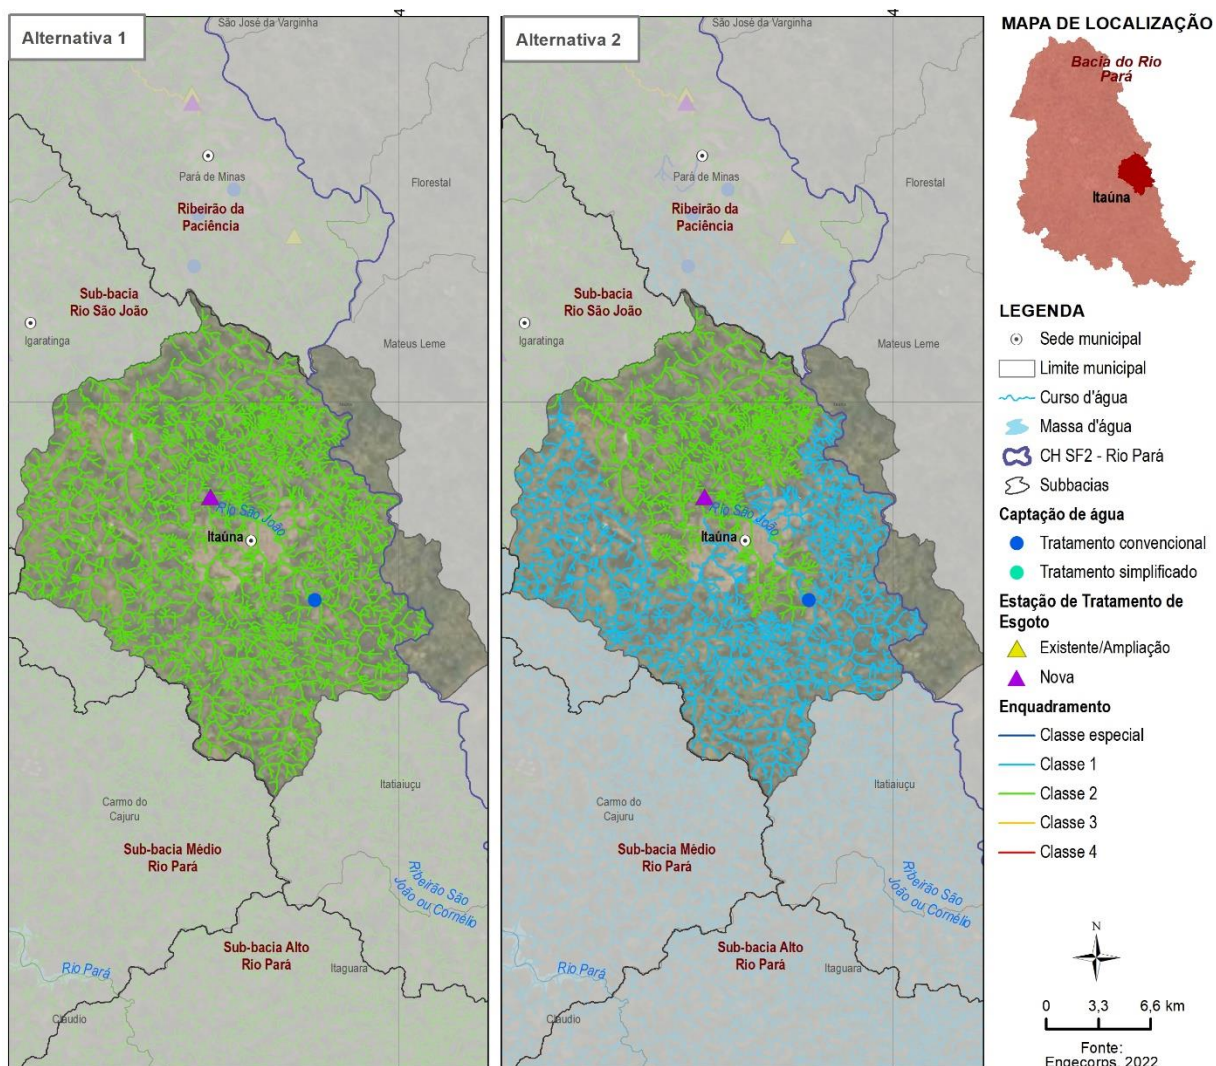 Alternativa 1
São José da Varginha
4
Pará de Minas
Florestal
Ribeirão da
Paciência
Sub-bacia
Rio São João
Igaratinga
Mateus Leme
Rio São João
Itaúna
Itatiaiuçu
Carmo do
Cajuru
Sub-bacia Médio
Rio Pará
Ribeirão São
João ou Cornélio
Sub-bacia Alto
Rio Pará
Itaguara
Rio Pará
Cláudio
Alternativa 2
São José da Varginha
4
Pará de Minas
Florestal
Ribeirão da
Paciência
Sub-bacia
Rio São João
Igaratinga
Mateus Leme
Rio São João
Itaúna
Itatiaiuçu
Carmo do
Cajuru
Sub-bacia Médio
Rio Pará
Ribeirão São
João ou Cornélio
Sub-bacia Alto
Rio Pará
Itaguara
Rio Pará
Cláudio
MAPA DE LOCALIZAÇÃO
Bacia do Rio
Pará
Itaúna
LEGENDA
Sede municipal
Limite municipal
Curso d'água
Massa d'água
CH SF2 - Rio Pará
Subbacias
Captação de água
Tratamento convencional
Tratamento simplificado
Estação de Tratamento de
Esgoto
Existente/Ampliação
Nova
Enquadramento
Classe especial
Classe 1
Classe 2
Classe 3
Classe 4
N
0 3,3 6,6 km
Fonte:
Engecorps, 2022